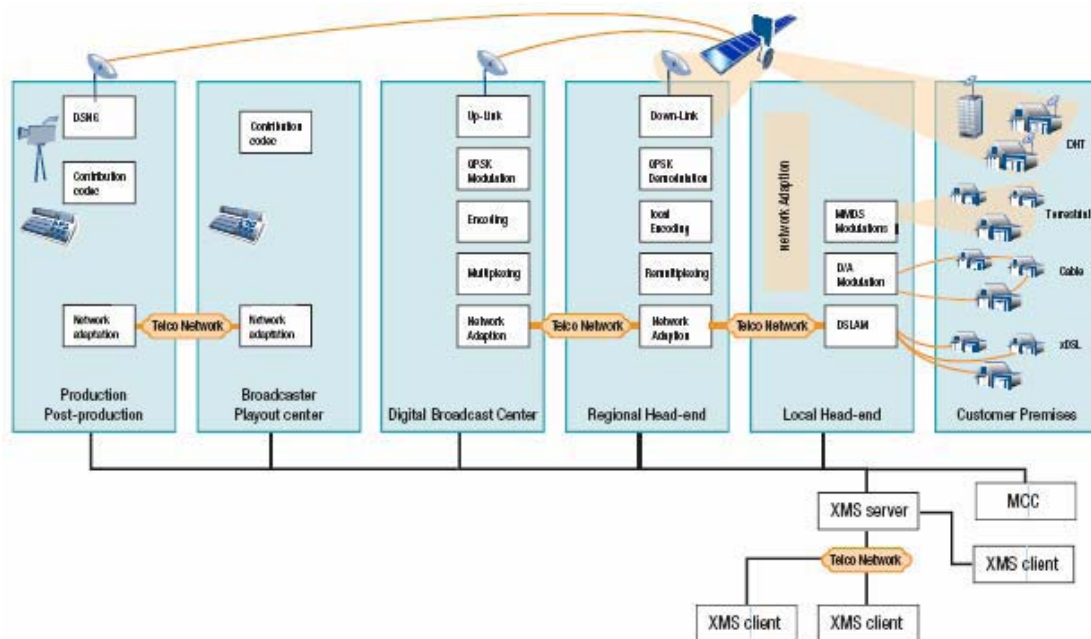 DSNG
Contribution
codec
Network
adaptation
Production
Post-production
Telco Network
Contribution
codec
Network
adaptation
Broadcaster
Playout center
Up-Link
QPSK
Modulation
Encoding
Multiplexing
Network
Adaption
Digital Broadcast Center
Telco Network
Down-Link
QPSK
Demodulation
local
Encoding
Remultiplexing
Network
Adaption
Regional Head-end
Telco Network
Network Adaption
MMDS
Modulations
D/A
Modulation
DSLAM
Local Head-end
DHT
Terrestrial
Cable
xDSL
Customer Premises
XMS server
MCC
Telco Network
XMS client
XMS client
XMS client